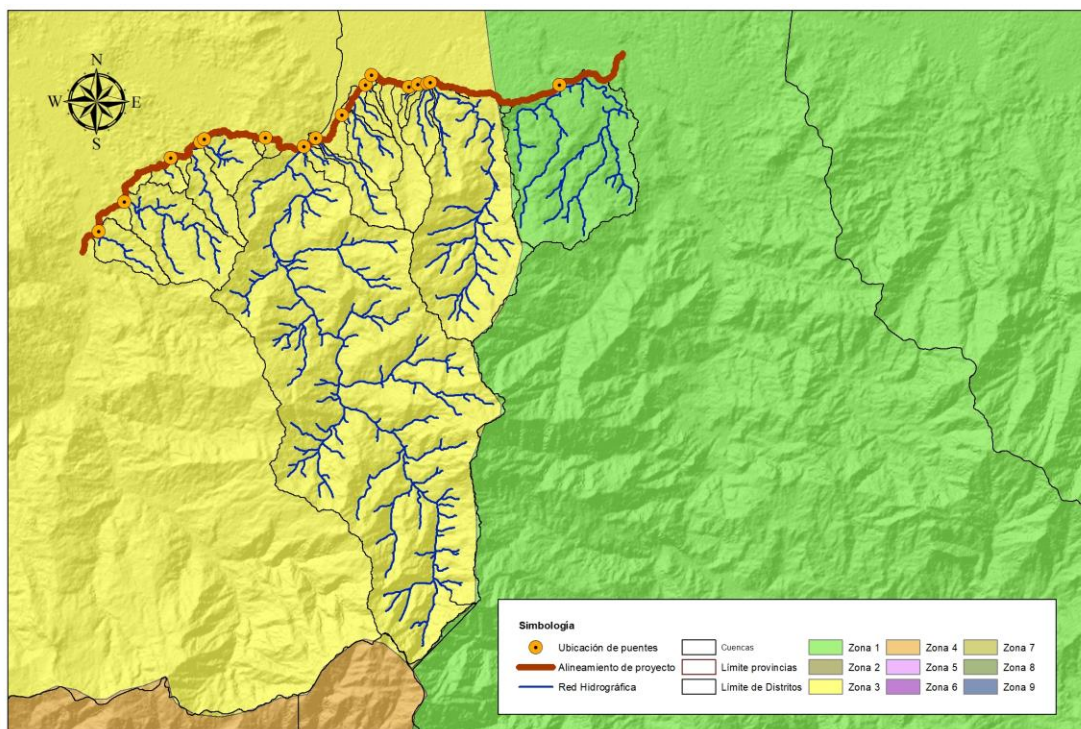 N
W E
S
Simbología
Ubicación de puentes
Alineamiento de proyecto
Red Hidrográfica
Cuencas
Límite provincias
Límite de Distritos
Zona 1
Zona 2
Zona 3
Zona 4
Zona 5
Zona 6
Zona 7
Zona 8
Zona 9